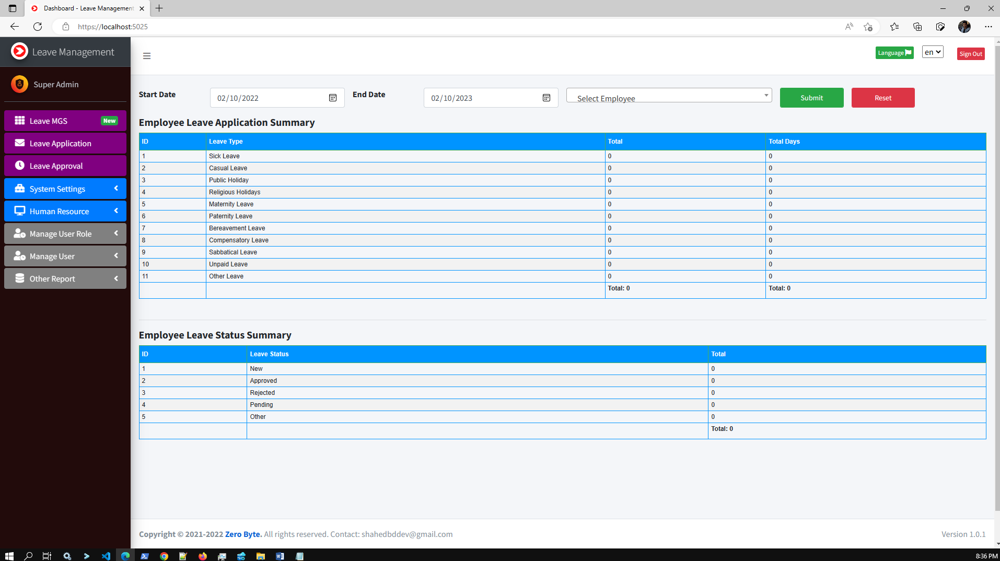 Dashboard - Leave Management
https://localhost:5025
Leave Management
Language
en
Sign Out
Super Admin
Leave MGS New
Leave Application
Leave Approval
System Settings
Human Resource
Manage User Role
Manage User
Other Report
Start Date 02/10/2022 End Date 02/10/2023 Select Employee Submit Reset
Employee Leave Application Summary
ID Leave Type Total Total Days
1 Sick Leave 0 0
2 Casual Leave 0 0
3 Public Holiday 0 0
4 Religious Holidays 0 0
5 Maternity Leave 0 0
6 Paternity Leave 0 0
7 Bereavement Leave 0 0
8 Compensatory Leave 0 0
9 Sabbatical Leave 0 0
10 Unpaid Leave 0 0
11 Other Leave 0 0
Total: 0 Total: 0
Employee Leave Status Summary
ID Leave Status Total
1 New 0
2 Approved 0
3 Rejected 0
4 Pending 0
5 Other 0
Total: 0
Copyright © 2021-2022 Zero Byte. All rights reserved. Contact: shahedbddev@gmail.com Version 1.0.1
8:36 PM